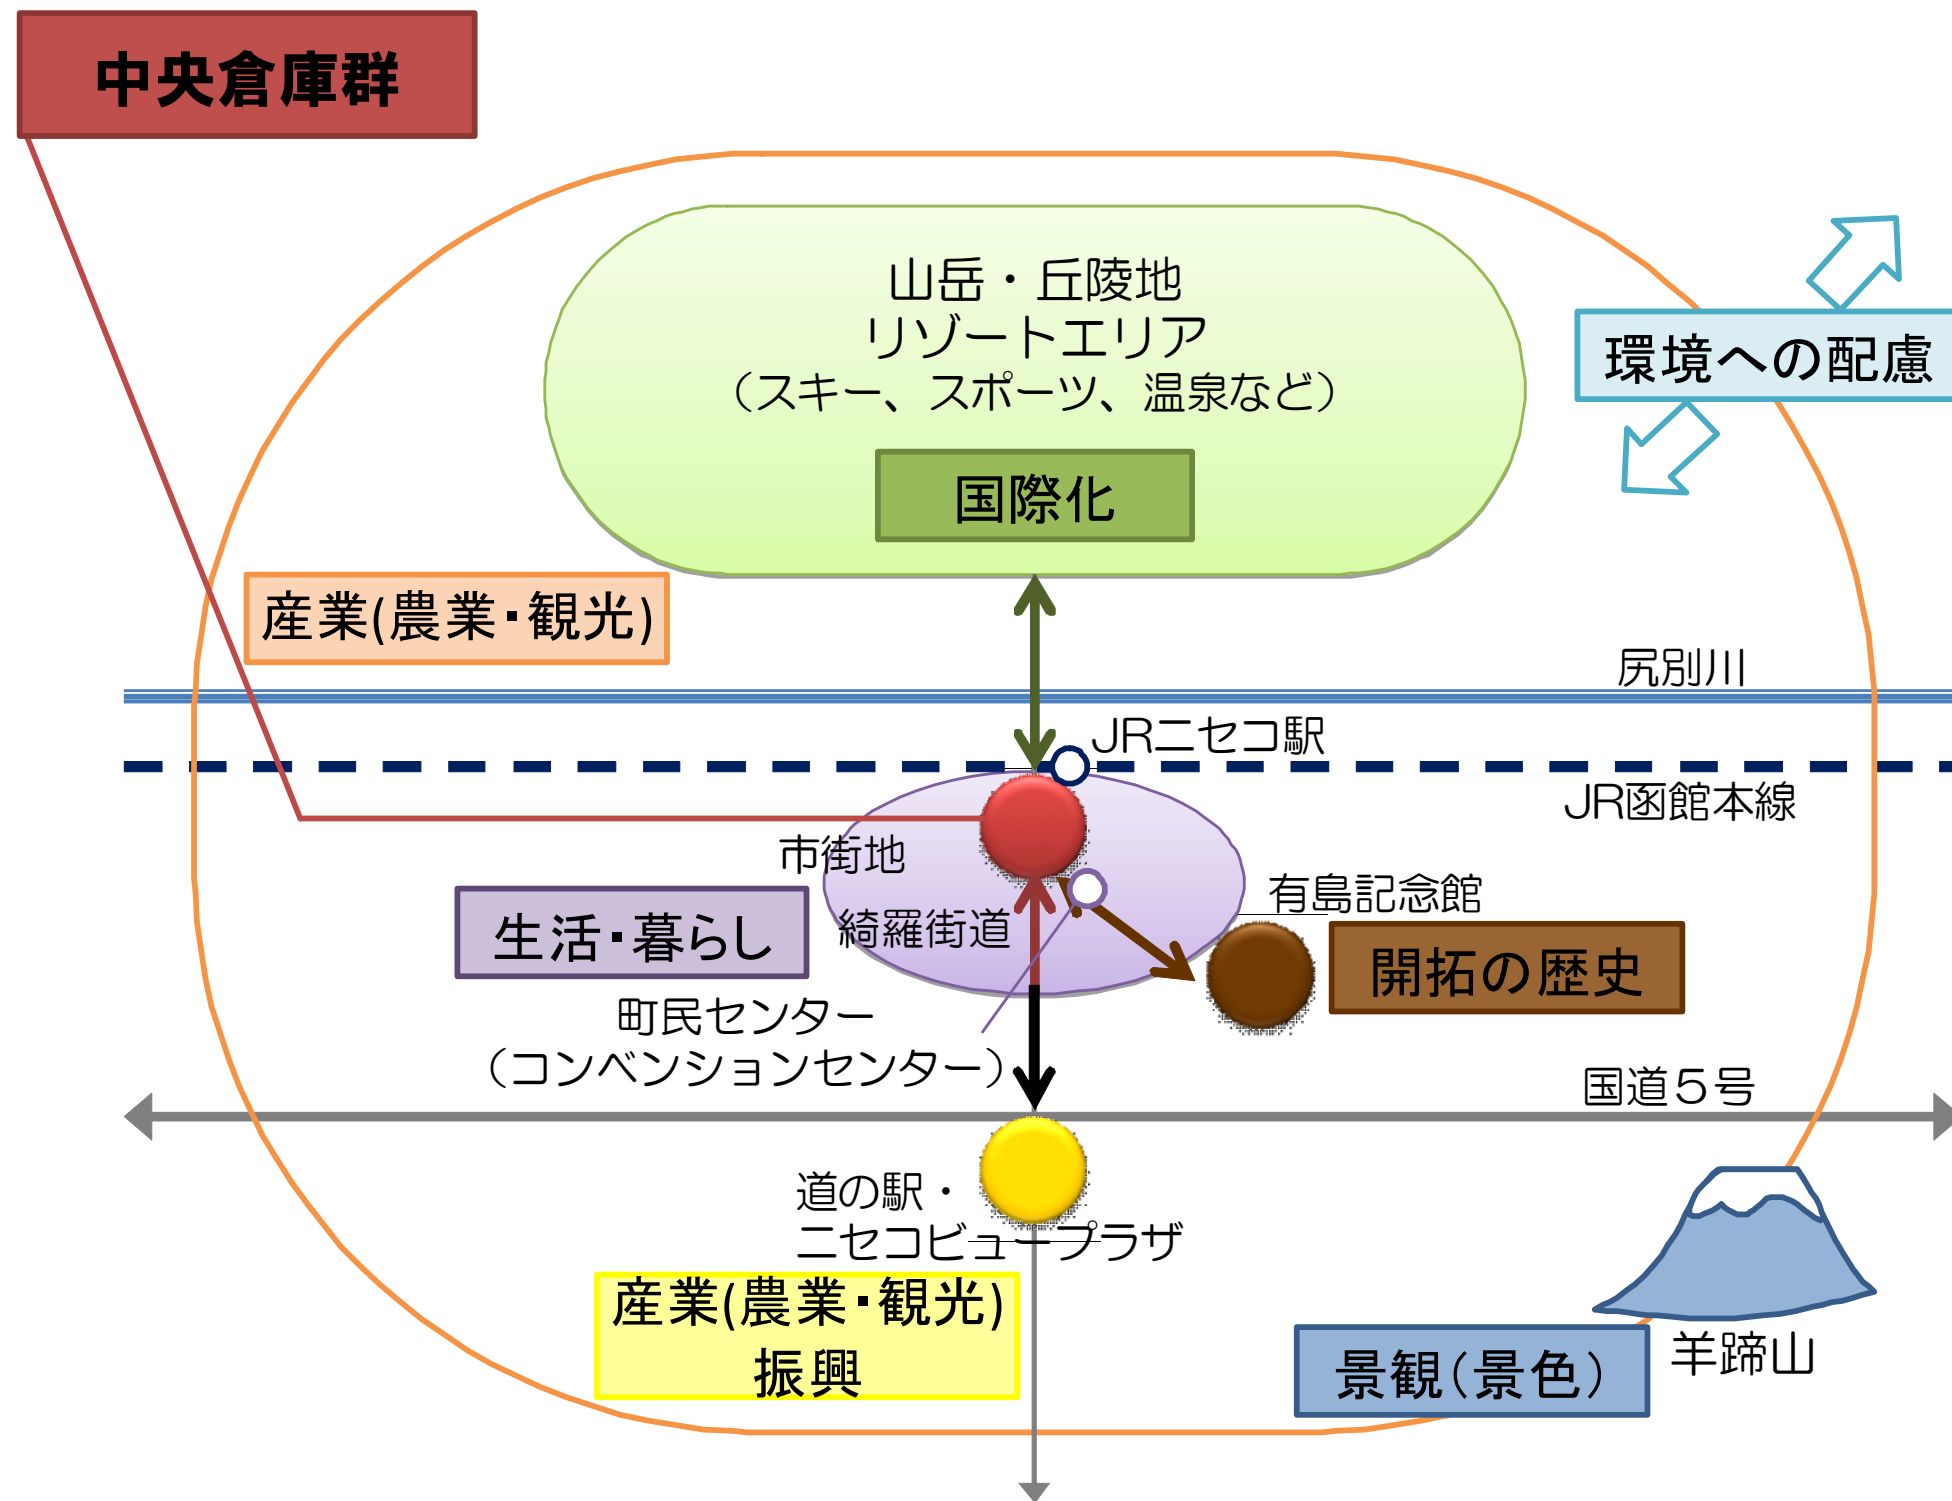 中央倉庫群
山岳・丘陵地
リゾートエリア
（スキー、スポーツ、温泉など）
環境への配慮
国際化
産業(農業・観光)
尻別川
JRニセコ駅
JR函館本線
市街地
有島記念館
綺羅街道
生活・暮らし
開拓の歴史
町民センター
（コンベンションセンター）
国道５号
道の駅・
ニセコビュープラザ
産業(農業・観光)
振興
羊蹄山
景観（景色）